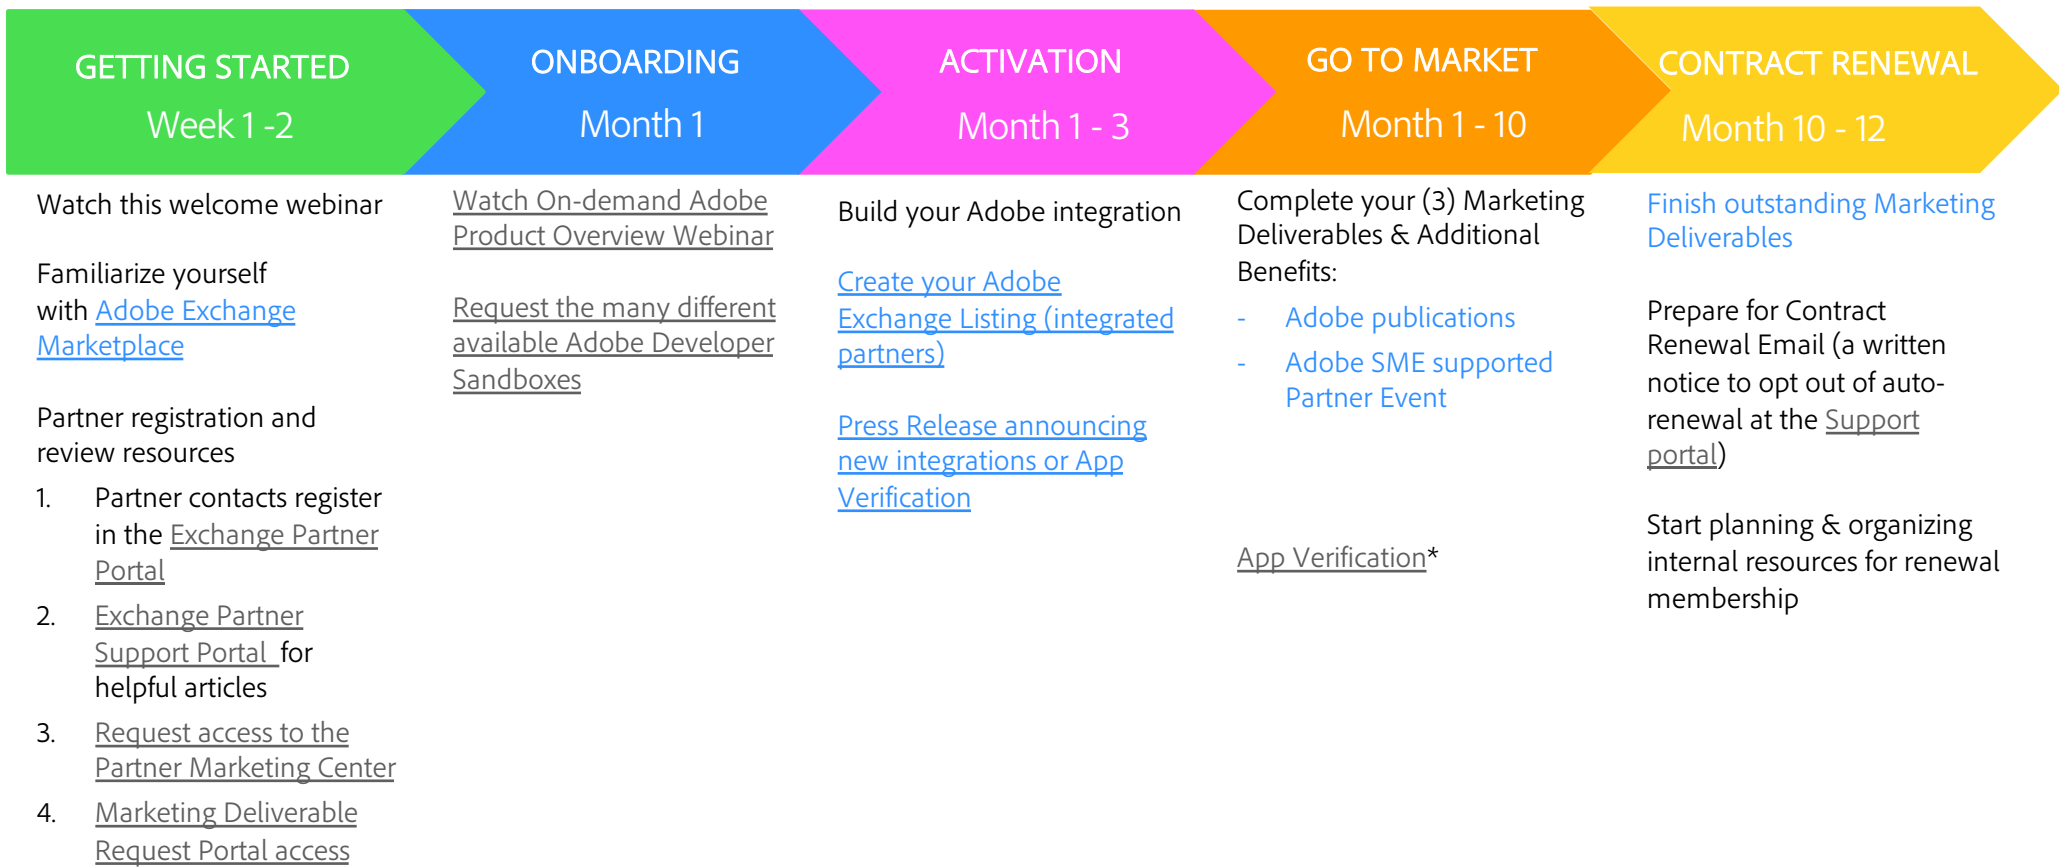 GETTING STARTED
Week 1 -2
ONBOARDING
Month 1
ACTIVATION
Month 1 - 3
GO TO MARKET
Month 1 - 10
CONTRACT RENEWAL
Month 10 - 12
Watch this welcome webinar
Familiarize yourself
with Adobe Exchange
Marketplace
Partner registration and
review resources
1. Partner contacts register
in the Exchange Partner
Portal
2. Exchange Partner
Support Portal for
helpful articles
3. Request access to the
Partner Marketing Center
4. Marketing Deliverable
Request Portal access
Watch On-demand Adobe
Product Overview Webinar
Request the many different
available Adobe Developer
Sandboxes
Build your Adobe integration
Create your Adobe
Exchange Listing (integrated
partners)
Press Release announcing
new integrations or App
Verification
Complete your (3) Marketing
Deliverables & Additional
Benefits:
- Adobe publications
- Adobe SME supported
Partner Event
App Verification*
Finish outstanding Marketing
Deliverables
Prepare for Contract
Renewal Email (a written
notice to opt out of auto-
renewal at the Support
portal)
Start planning & organizing
internal resources for renewal
membership